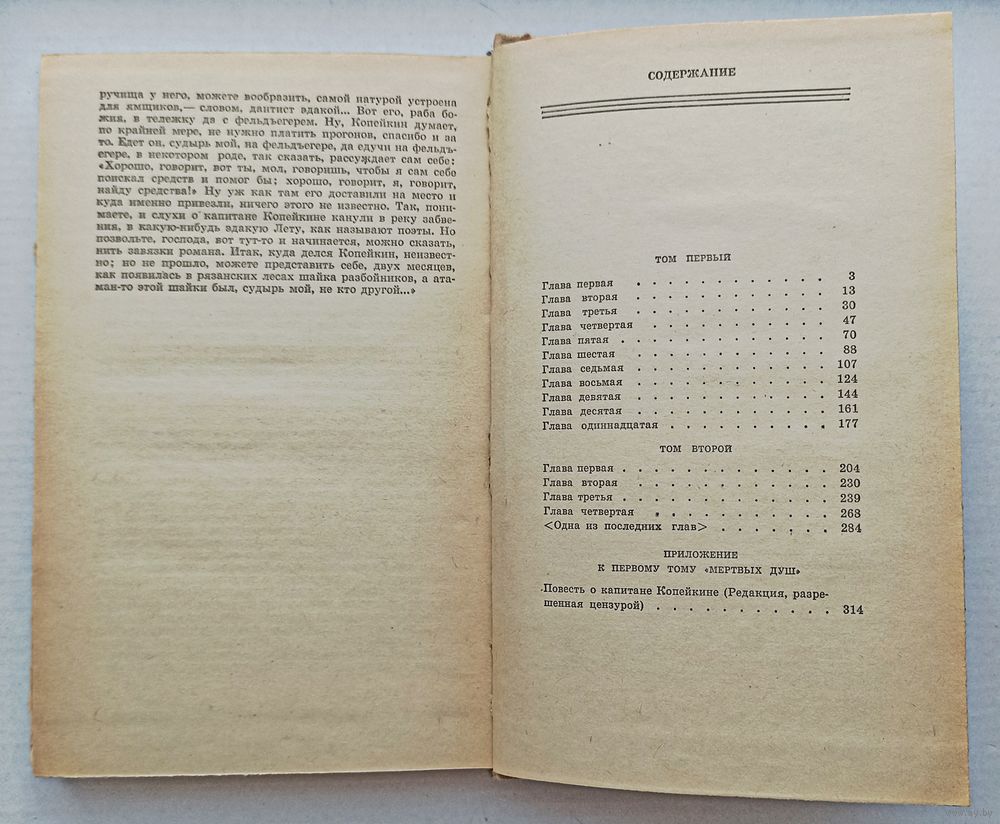 ручища у него, можете вообразить, самой натурой устроена
для ямщиков,— словом, дантист эдакой... Вот его, раба бо-
жия, в тележку да с фельдъегерем. Ну, Копейкин думает,
по крайней мере, не нужно платить прогонов, спасибо и за
то. Едет он, судырь мой, на фельдъегере, да едучи на фельдъ-
егере, в некотором роде, так сказать, рассуждает сам себе:
«Хорошо, говорит, вот ты, мол, говоришь, чтобы я сам себе
поискал средств и помог бы; хорошо, говорит, я, говорит,
найду средства!» Ну уж как там его доставили на место и
куда именно привезли, ничего этого не известно. Так, пони-
маете, и слухи о капитане Копейкине канули в реку забве-
ния, в какую-нибудь эдакую Лету, как называют поэты. Но
позвольте, господа, вот тут-то и начинается, можно сказать,
нить завязки романа. Итак, куда делся Копейкин, неизвест-
но; но не прошло, можете представить себе, двух месяцев,
как появилась в рязанских лесах шайка разбойников, а ата-
ман-то этой шайки был, судырь мой, не кто другой...»
СОДЕРЖАНИЕ
ТОМ ПЕРВЫЙ
Глава первая . . . . . . . . . . . . 3
Глава вторая . . . . . . . . . . . . 13
Глава третья . . . . . . . . . . . . 30
Глава четвертая . . . . . . . . . . . 47
Глава пятая . . . . . . . . . . . . . 70
Глава шестая . . . . . . . . . . . . 88
Глава седьмая . . . . . . . . . . . . 107
Глава восьмая . . . . . . . . . . . . 124
Глава девятая . . . . . . . . . . . . 144
Глава десятая . . . . . . . . . . . . 161
Глава одиннадцатая . . . . . . . . . . 177
ТОМ ВТОРОЙ
Глава первая . . . . . . . . . . . . . 204
Глава вторая . . . . . . . . . . . . 230
Глава третья . . . . . . . . . . . . . 239
Глава четвертая . . . . . . . . . . . 268
<Одна из последних глав> . . . . . . . 284
ПРИЛОЖЕНИЕ
К ПЕРВОМУ ТОМУ «МЕРТВЫХ ДУШ»
Повесть о капитане Копейкине (Редакция, разре-
шенная цензурой) . . . . . . . . . . . 314
www.ay.by